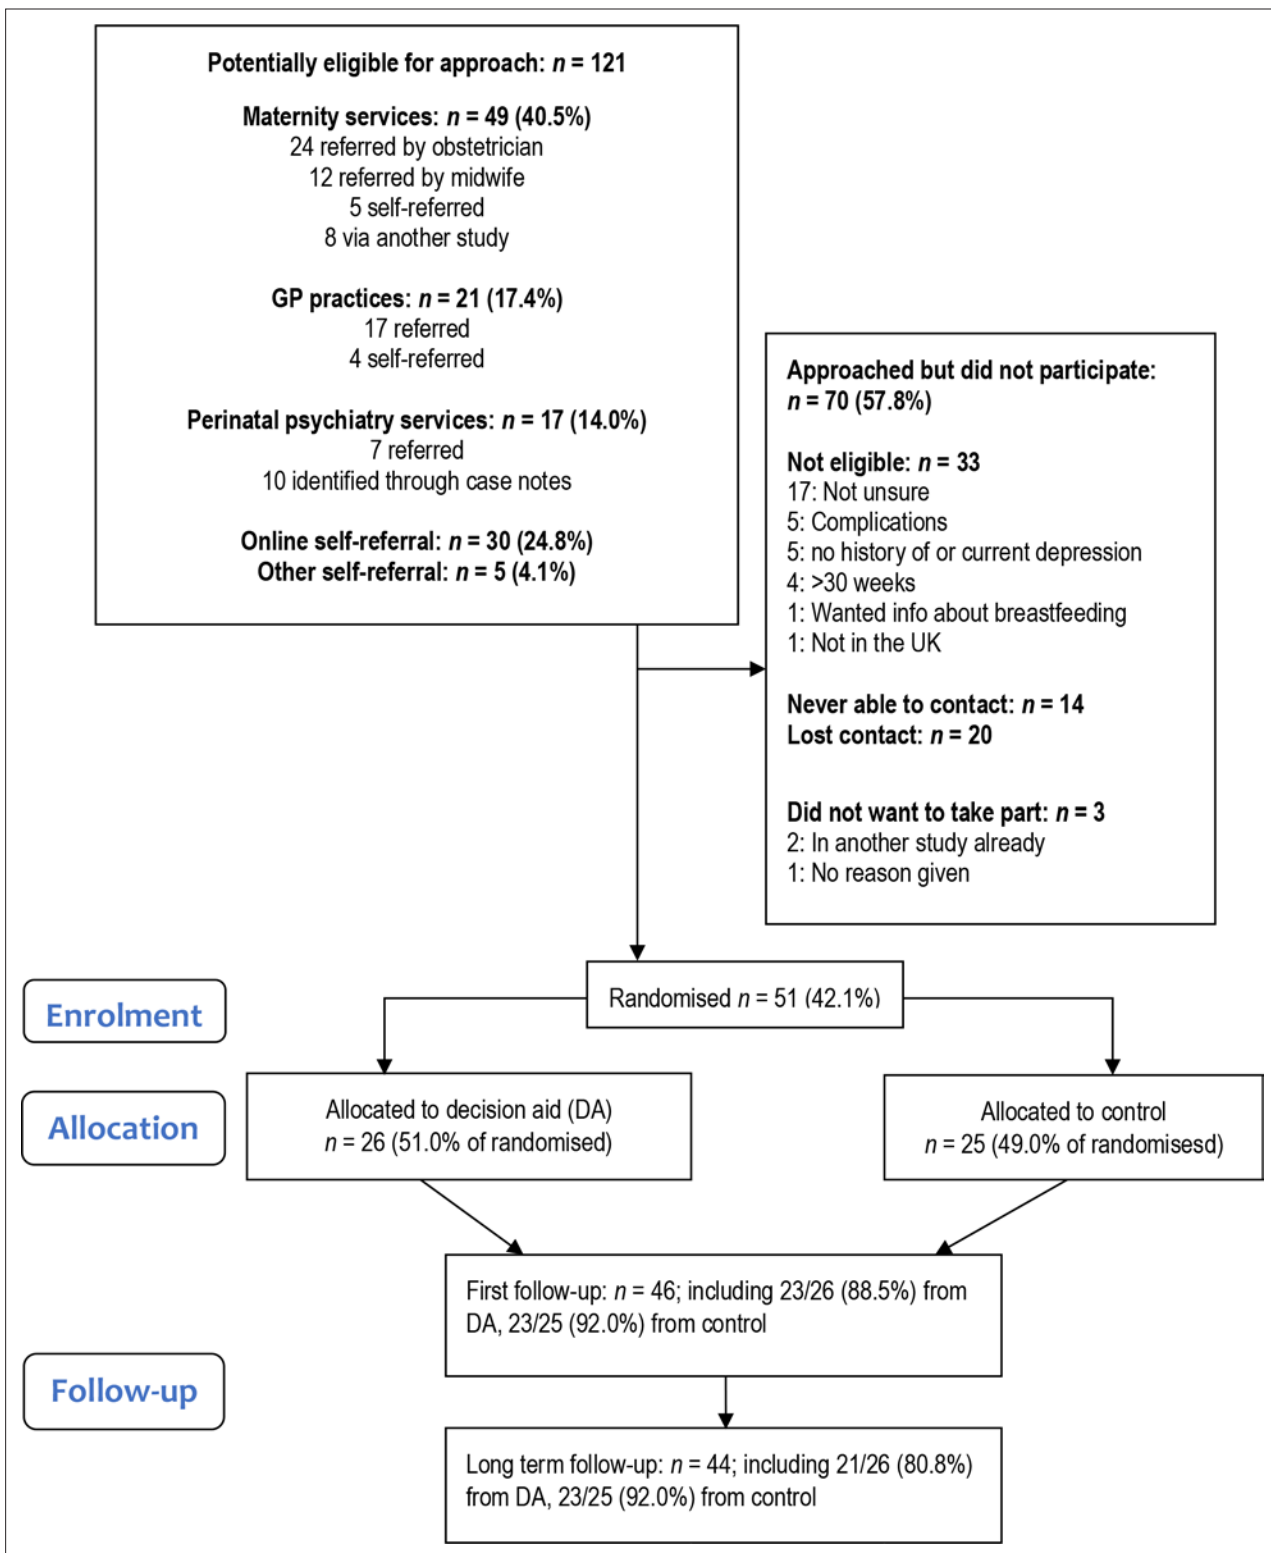 Potentially eligible for approach: n = 121
Maternity services: n = 49 (40.5%)
24 referred by obstetrician
12 referred by midwife
5 self-referred
8 via another study
GP practices: n = 21 (17.4%)
17 referred
4 self-referred
Perinatal psychiatry services: n = 17 (14.0%)
7 referred
10 identified through case notes
Online self-referral: n = 30 (24.8%)
Other self-referral: n = 5 (4.1%)
Approached but did not participate:
n = 70 (57.8%)
Not eligible: n = 33
17: Not unsure
5: Complications
5: no history of or current depression
4: >30 weeks
1: Wanted info about breastfeeding
1: Not in the UK
Never able to contact: n = 14
Lost contact: n = 20
Did not want to take part: n = 3
2: In another study already
1: No reason given
Enrolment
Randomised n = 51 (42.1%)
Allocation
Allocated to decision aid (DA)
n = 26 (51.0% of randomised)
Allocated to control
n = 25 (49.0% of randomisesd)
Follow-up
First follow-up: n = 46; including 23/26 (88.5%) from
DA, 23/25 (92.0%) from control
Long term follow-up: n = 44; including 21/26 (80.8%)
from DA, 23/25 (92.0%) from control